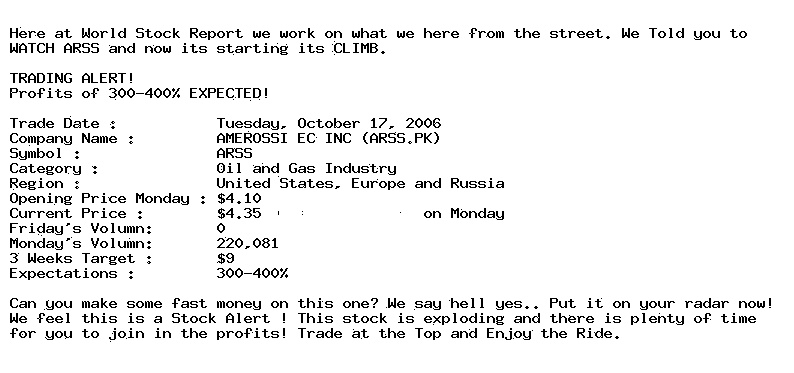 Here at World Stock Report we work on what we here from the street. We Told you to
WATCH ARSS and now its starting its CLIMB.
TRADING ALERT!
Profits of 300-400% EXPECTED!
Trade Date : Tuesday, October 17, 2006
Company Name : AMEROSSI EC INC (ARSS.PK)
Symbol : ARSS
Category : Oil and Gas Industry
Region : United States, Europe and Russia
Opening Price Monday : $4.10
Current Price : $4.35 on Monday
Friday's Volumn: 0
Monday's Volumn: 220,081
3 Weeks Target : $9
Expectations : 300-400%
Can you make some fast money on this one? We say hell yes.. Put it on your radar now!
We feel this is a Stock Alert ! This stock is exploding and there is plenty of time
for you to join in the profits! Trade at the Top and Enjoy the Ride.